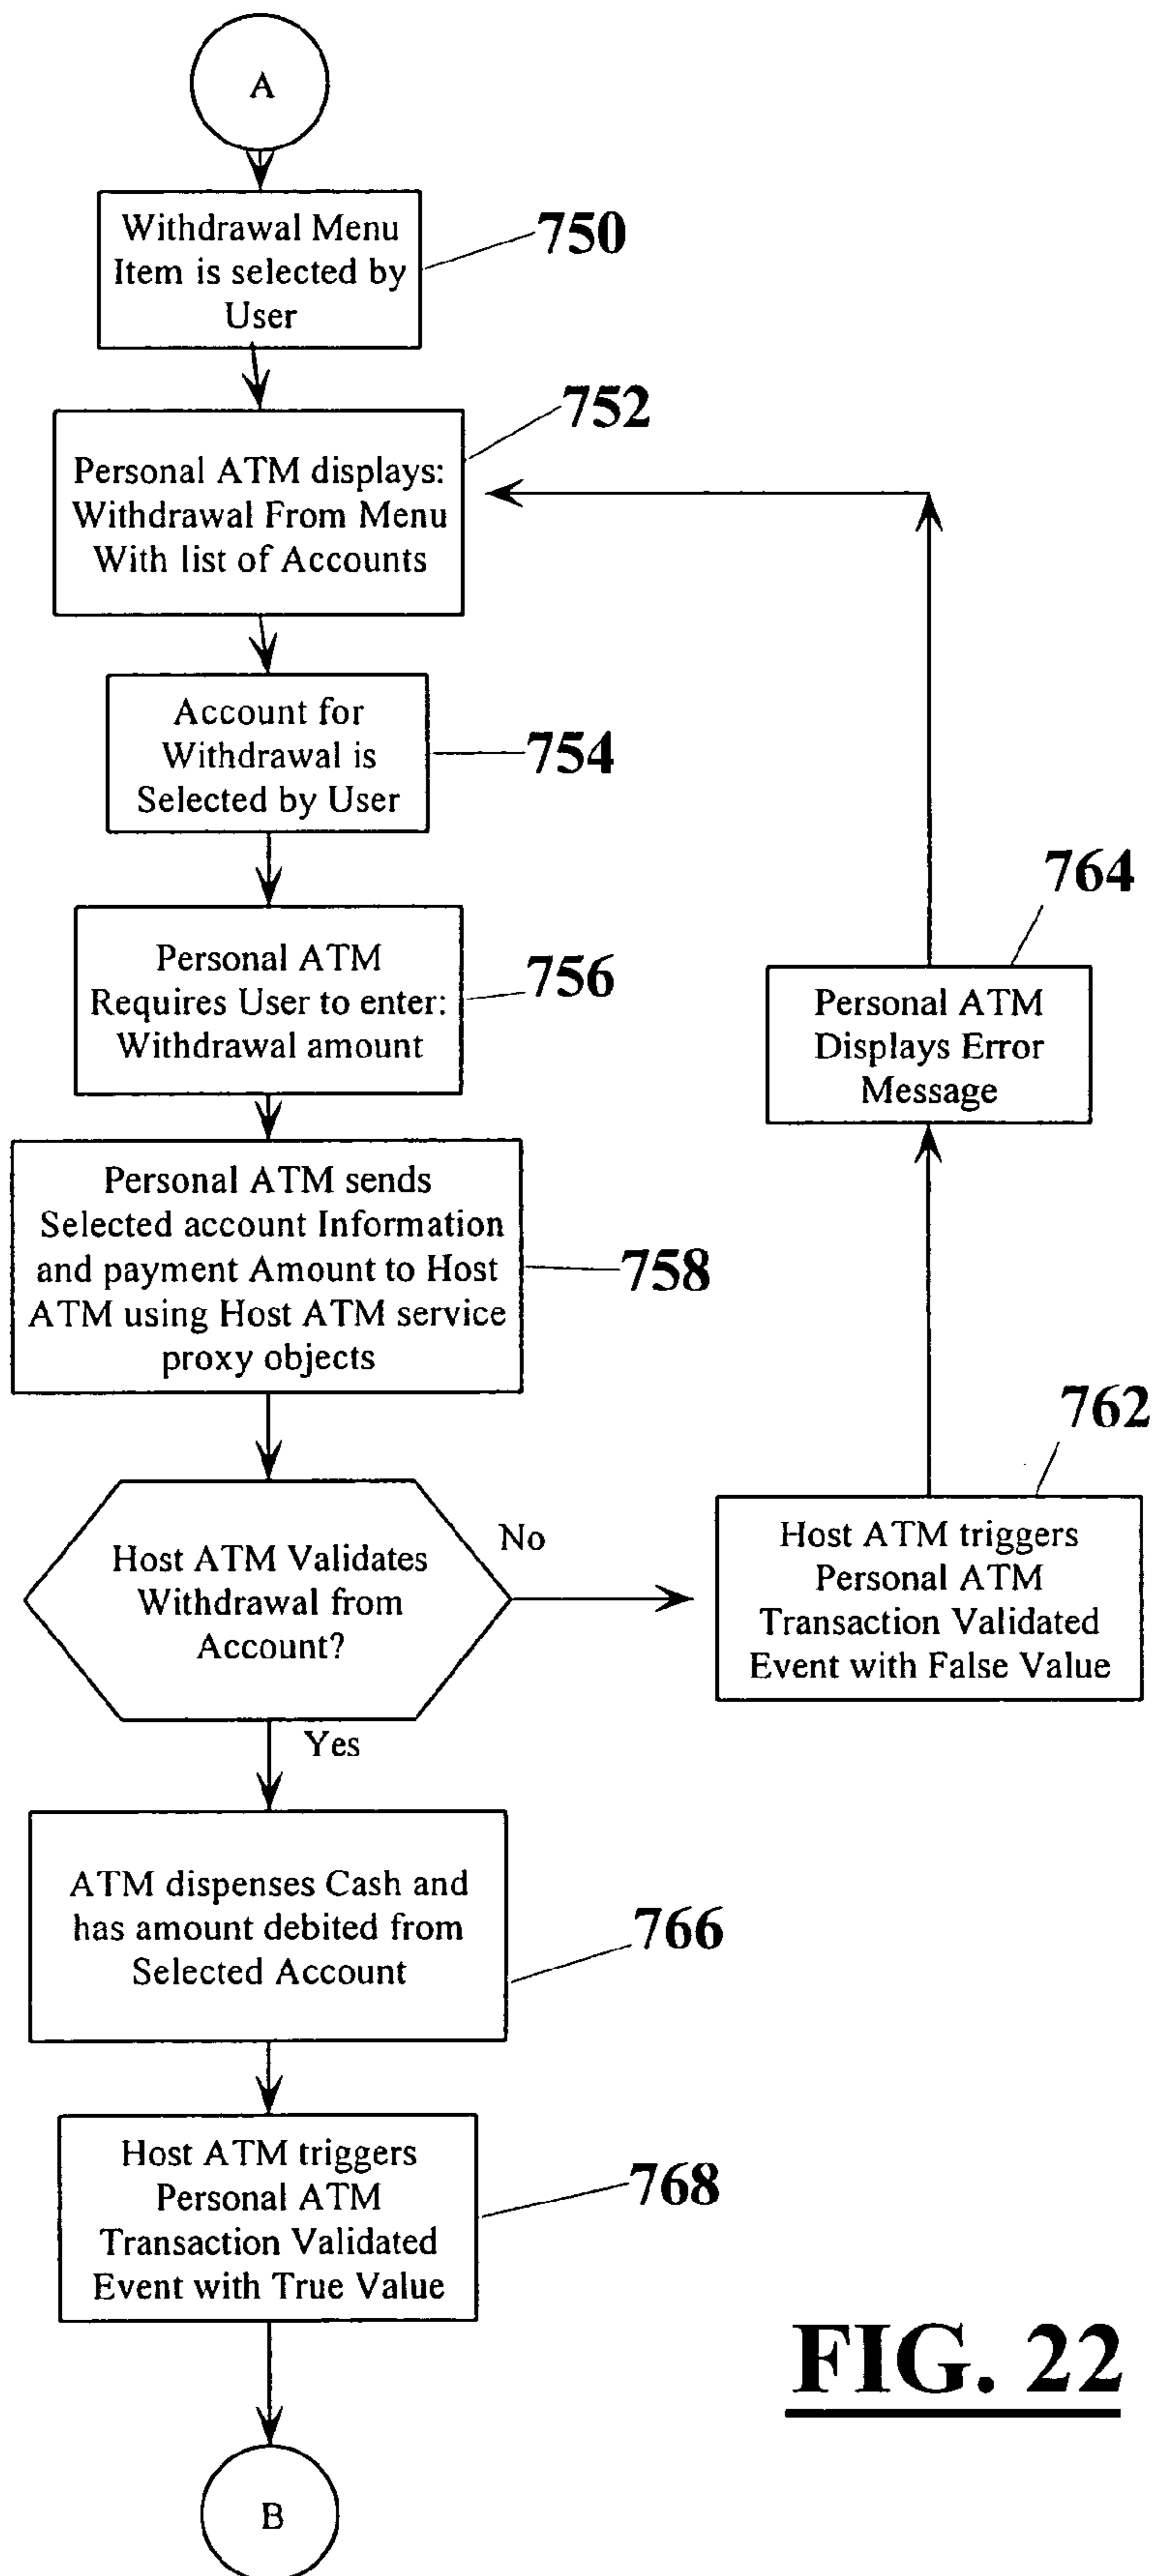 A
Withdrawal Menu
Item is selected by
User
750
Personal ATM displays:
Withdrawal From Menu
With list of Accounts
752
Account for
Withdrawal is
Selected by User
754
Personal ATM
Requires User to enter:
Withdrawal amount
756
Personal ATM sends
Selected account Information
and payment Amount to Host
ATM using Host ATM service
proxy objects
758
Host ATM Validates
Withdrawal from
Account?
No
Yes
Host ATM triggers
Personal ATM
Transaction Validated
Event with False Value
762
Personal ATM
Displays Error
Message
764
ATM dispenses Cash and
has amount debited from
Selected Account
766
Host ATM triggers
Personal ATM
Transaction Validated
Event with True Value
768
B
FIG. 22